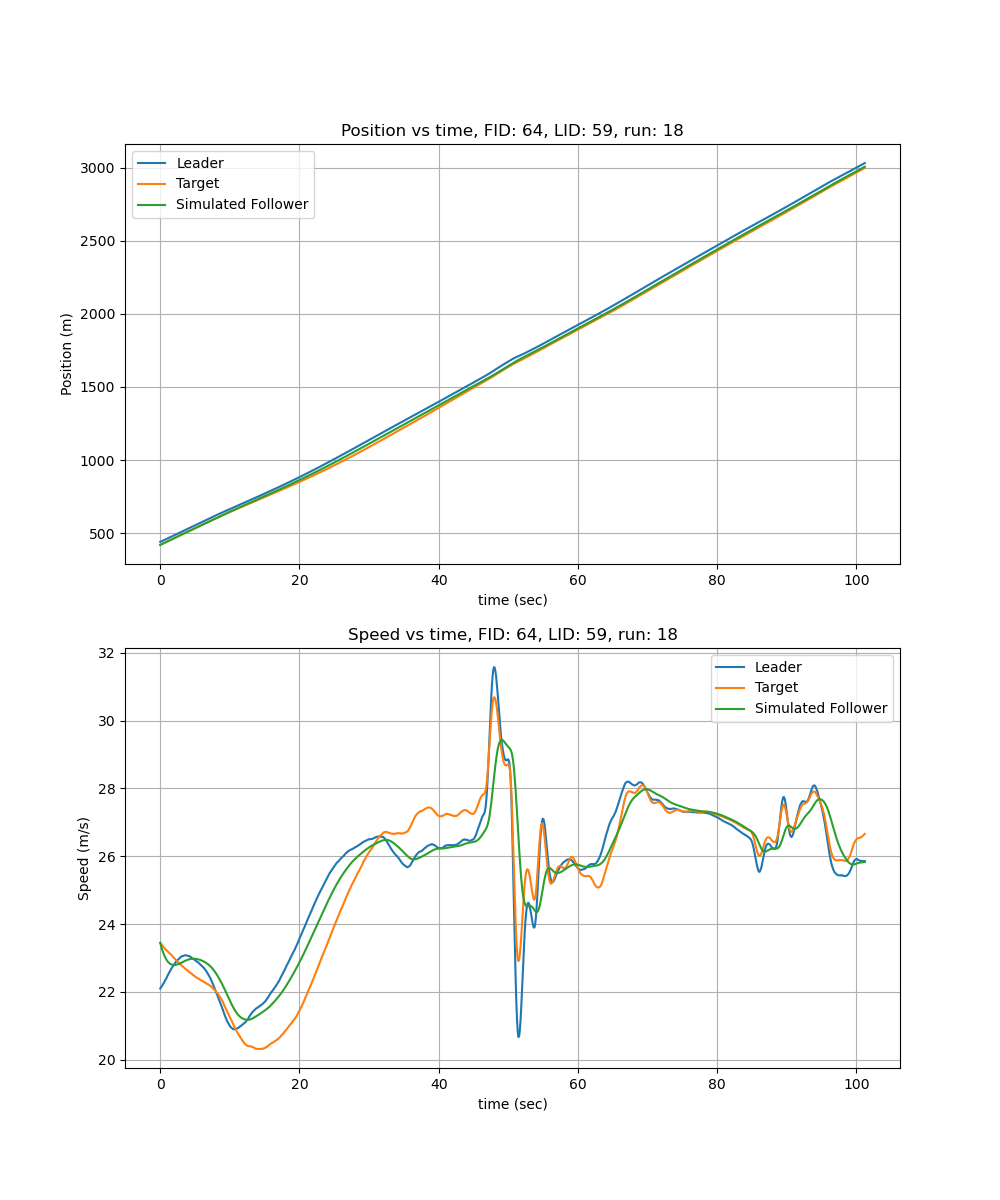 Position vs time, FID: 64, LID: 59, run: 18
Leader
Target
Simulated Follower
3000
2500
2000
1500
1000
500
Position (m)
0 20 40 60 80 100
time (sec)
Speed vs time, FID: 64, LID: 59, run: 18
Leader
Target
Simulated Follower
32
30
28
26
24
22
20
Speed (m/s)
0 20 40 60 80 100
time (sec)